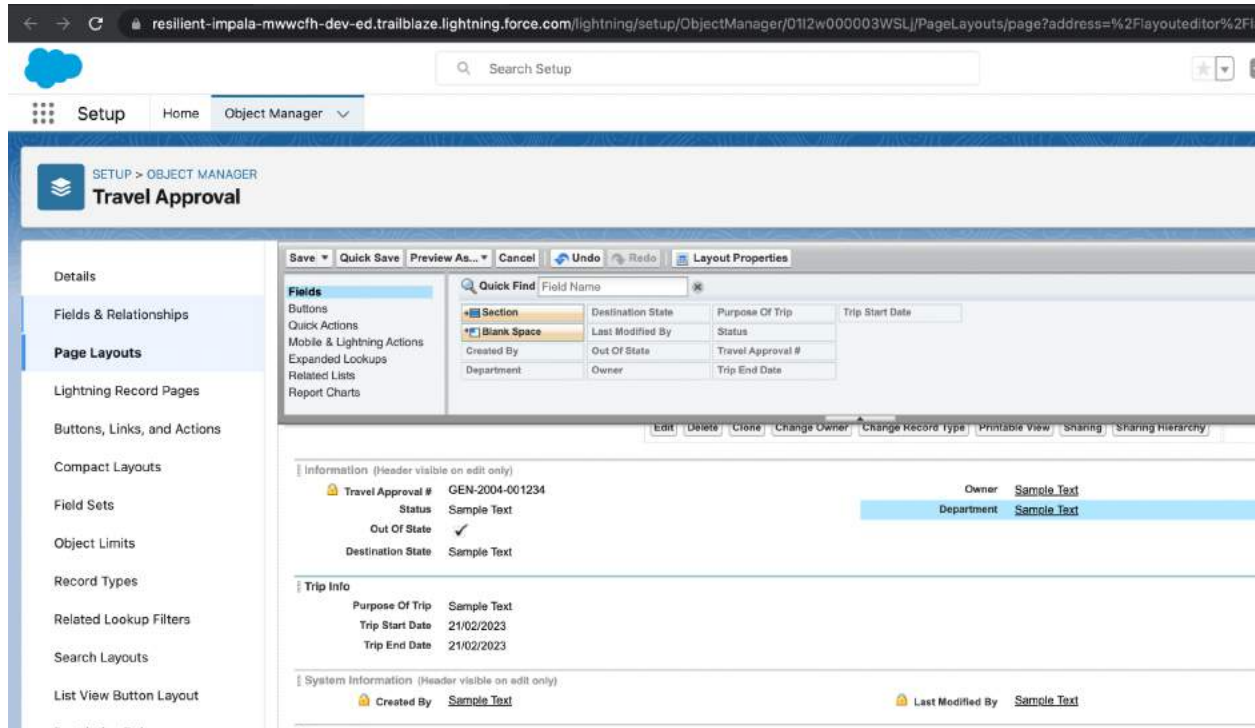 resilient-impala-mwwcfh-dev-ed.trailblaze.lightning.force.com/lightning/setup/ObjectManager/01I2w000003WSLj/PageLayouts/page?address=%2Flayouteditor%2Fl
Search Setup
Setup Home Object Manager
SETUP > OBJECT MANAGER
Travel Approval
Details
Fields & Relationships
Page Layouts
Lightning Record Pages
Buttons, Links, and Actions
Compact Layouts
Field Sets
Object Limits
Record Types
Related Lookup Filters
Search Layouts
List View Button Layout
Save Quick Save Preview As... Cancel Undo Redo Layout Properties
Fields
Buttons
Quick Actions
Mobile & Lightning Actions
Expanded Lookups
Related Lists
Report Charts
Quick Find Field Name
Section Destination State Purpose Of Trip Trip Start Date
Blank Space Last Modified By Status
Created By Out Of State Travel Approval #
Department Owner Trip End Date
Edit Delete Clone Change Owner Change Record Type Printable View Sharing Sharing Hierarchy
Information (Header visible on edit only)
Travel Approval # GEN-2004-001234 Owner Sample Text
Status Sample Text Department Sample Text
Out Of State
Destination State Sample Text
Trip Info
Purpose Of Trip Sample Text
Trip Start Date 21/02/2023
Trip End Date 21/02/2023
System Information (Header visible on edit only)
Created By Sample Text Last Modified By Sample Text